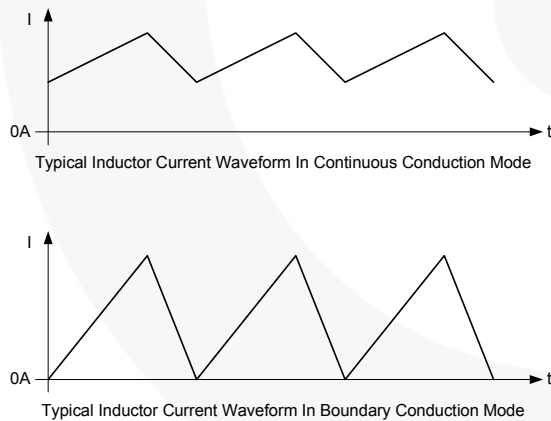 I
0A
t
Typical Inductor Current Waveform In Continuous Conduction Mode
I
0A
t
Typical Inductor Current Waveform In Boundary Conduction Mode